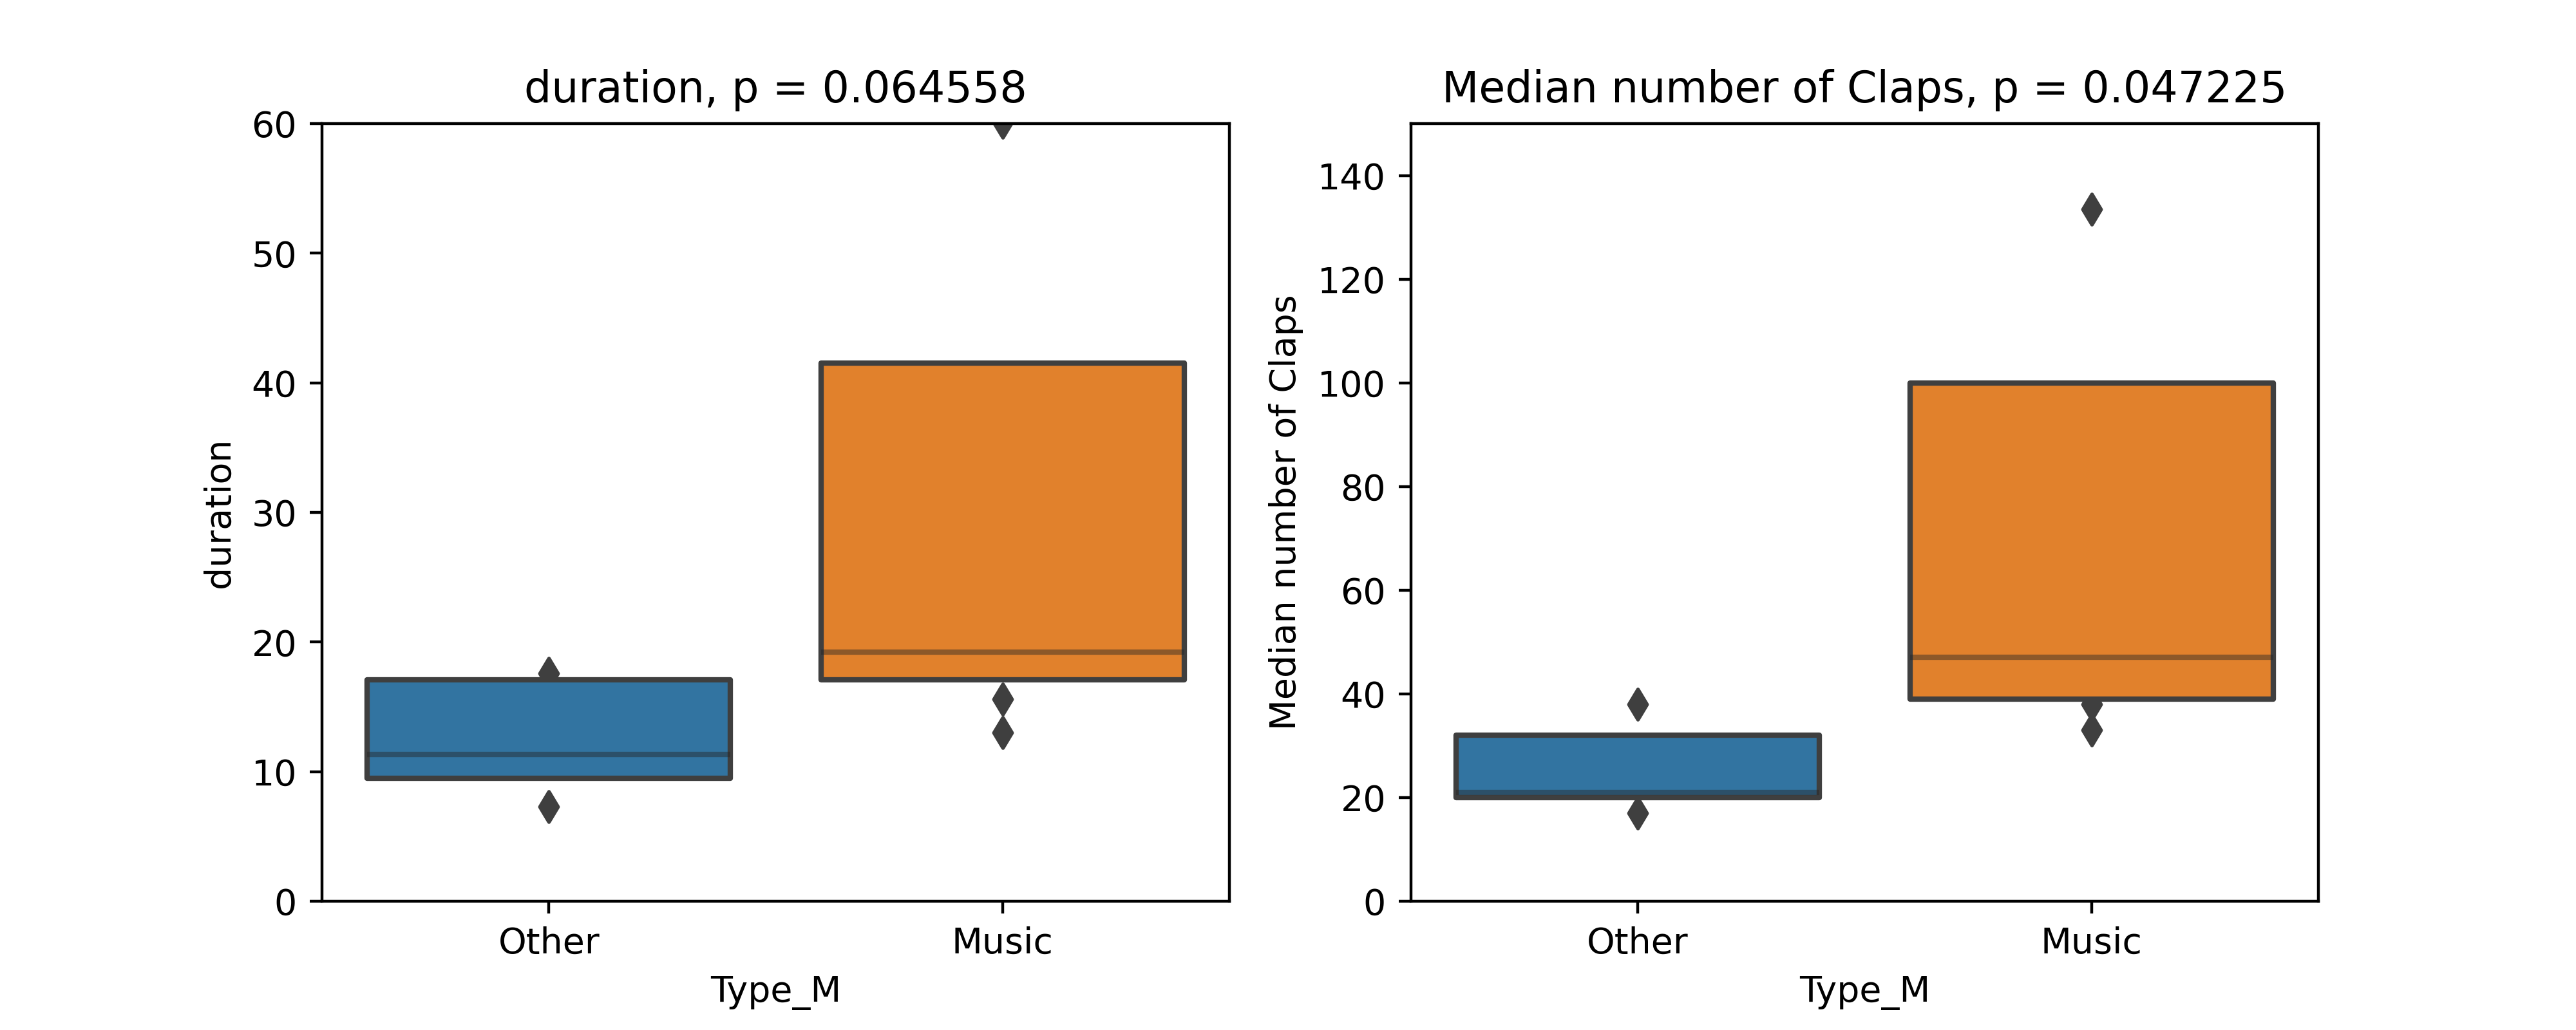 duration, p = 0.064558
60
50
40
30
20
10
0
duration
Other
Music
Type_M
Median number of Claps, p = 0.047225
140
120
100
80
60
40
20
0
Median number of Claps
Other
Music
Type_M